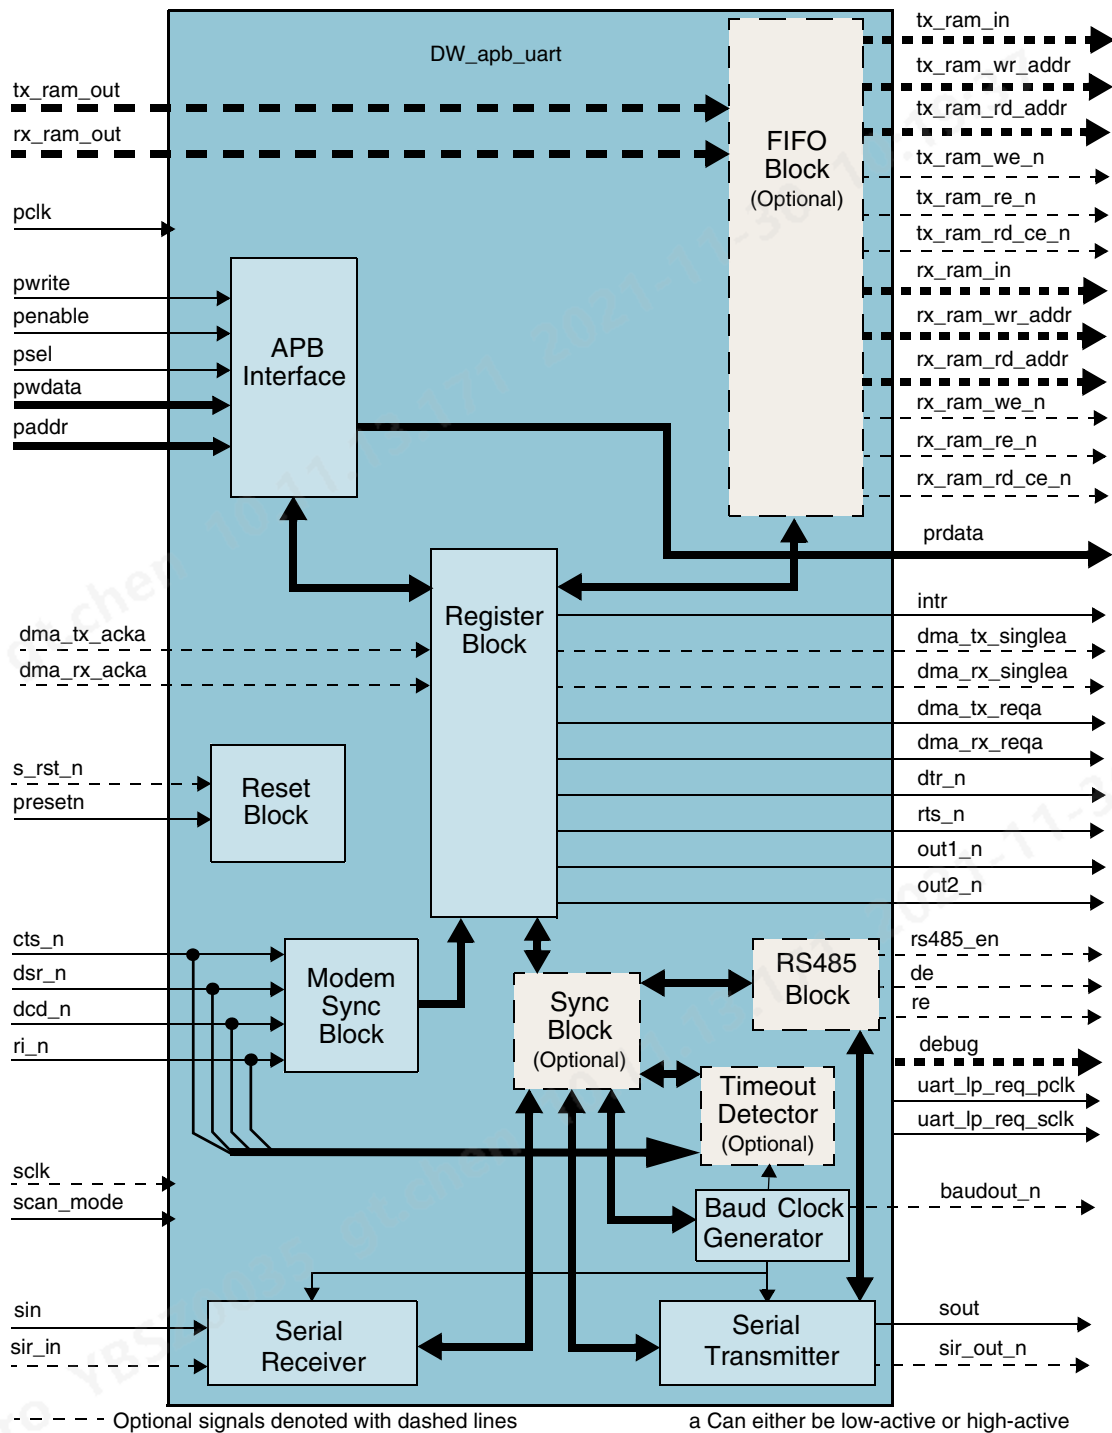 DW_apb_uart
tx_ram_out
rx_ram_out
pclk
pwrite
penable
psel
pwdata
paddr
APB
Interface
FIFO
Block
(Optional)
tx_ram_in
tx_ram_wr_addr
tx_ram_rd_addr
tx_ram_we_n
tx_ram_re_n
tx_ram_rd_ce_n
rx_ram_in
rx_ram_wr_addr
rx_ram_rd_addr
rx_ram_we_n
rx_ram_re_n
rx_ram_rd_ce_n
prdata
dma_tx_acka
dma_rx_acka
Register
Block
intr
dma_tx_singlea
dma_rx_singlea
dma_tx_reqa
dma_rx_reqa
dtr_n
rts_n
out1_n
out2_n
s_rst_n
presetn
Reset
Block
cts_n
dsr_n
dcd_n
ri_n
Modem
Sync
Block
Sync
Block
(Optional)
RS485
Block
rs485_en
de
re
debug
uart_lp_req_pclk
uart_lp_req_sclk
Timeout
Detector
(Optional)
sclk
scan_mode
Baud Clock
Generator
baudout_n
sin
sir_in
Serial
Receiver
Serial
Transmitter
sout
sir_out_n
Optional signals denoted with dashed lines
a Can either be low-active or high-active